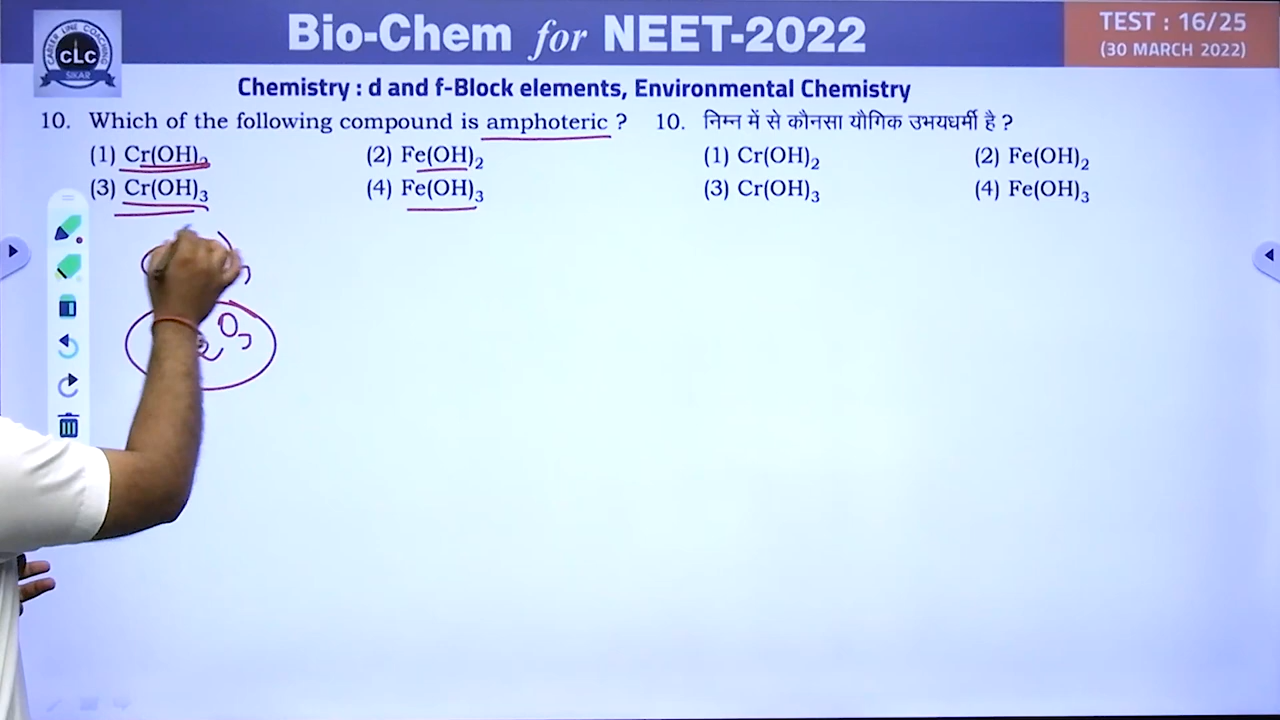 Bio-Chem for NEET-2022
TEST : 16/25
(30 MARCH 2022)
CAREER LINE COACHING
CLC
SIKAR
Chemistry : d and f-Block elements, Environmental Chemistry
10. Which of the following compound is amphoteric ?
(1) Cr(OH)₂ (2) Fe(OH)₂
(3) Cr(OH)₃ (4) Fe(OH)₃
10. निम्न में से कौनसा यौगिक उभयधर्मी है ?
(1) Cr(OH)₂ (2) Fe(OH)₂
(3) Cr(OH)₃ (4) Fe(OH)₃